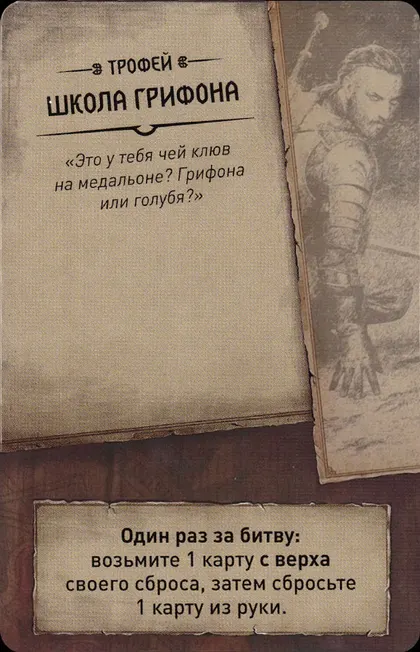 ТРОФЕЙ
ШКОЛА ГРИФОНА
«Это у тебя чей клюв
на медальоне? Грифона
или голубя?»
Один раз за битву:
возьмите 1 карту с верха
своего сброса, затем сбросьте
1 карту из руки.